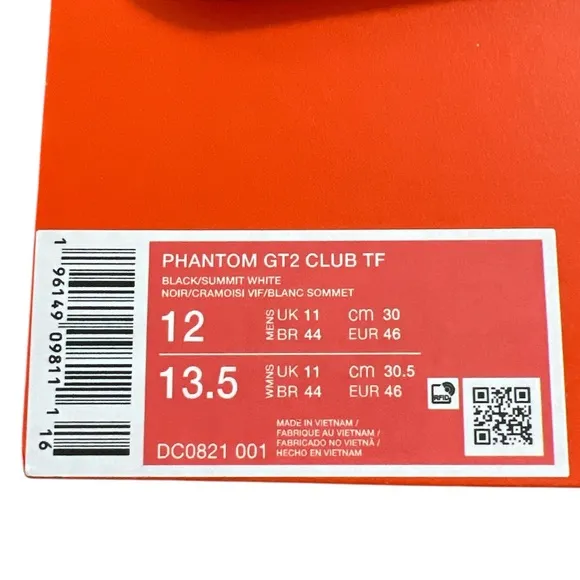 PHANTOM GT2 CLUB TF
BLACK/SUMMIT WHITE
NOIR/CRAMOISI VIF/BLANC SOMMET
12 MENS UK 11 cm 30
BR 44 EUR 46
13.5 WMNS UK 11 cm 30.5
BR 44 EUR 46
RFID
MADE IN VIETNAM /
FABRIQUE AU VIETNAM /
FABRICADO NO VIETNÃ /
HECHO EN VIETNAM
DC0821 001
1 96149 09811 16